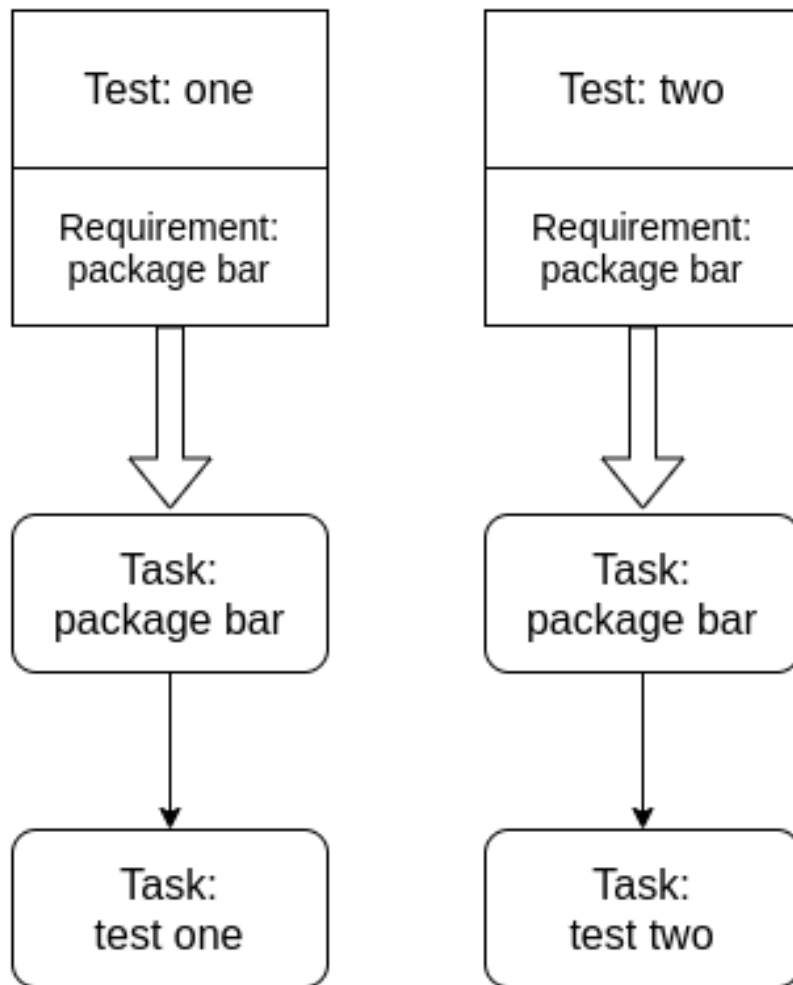 Test: one
Requirement:
package bar
Task:
package bar
Task:
test one
Test: two
Requirement:
package bar
Task:
package bar
Task:
test two